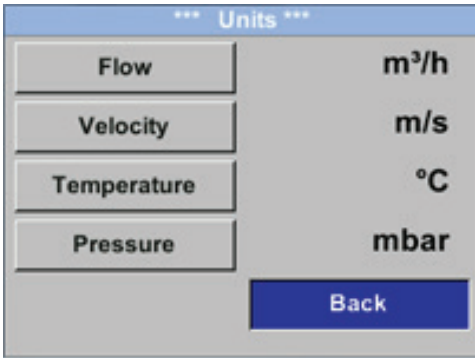 *** Units ***
Flow m³/h
Velocity m/s
Temperature °C
Pressure mbar
Back